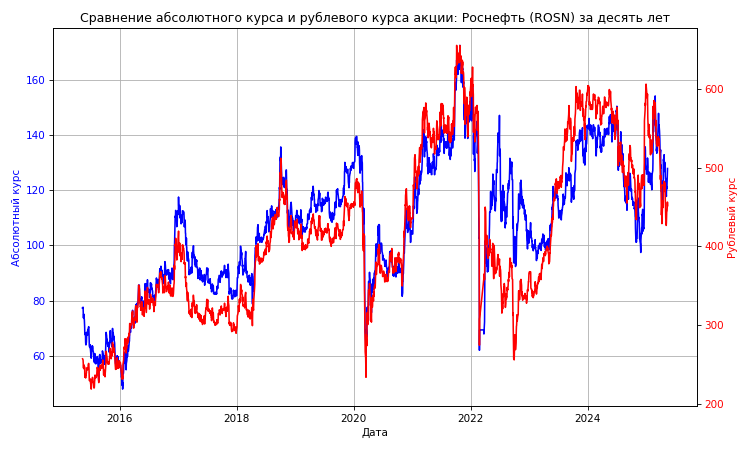 Сравнение абсолютного курса и рублевого курса акции: Роснефть (ROSN) за десять лет
Абсолютный курс
160
140
120
100
80
60
600
500
400
300
200
Рублевый курс
2016 2018 2020 2022 2024
Дата